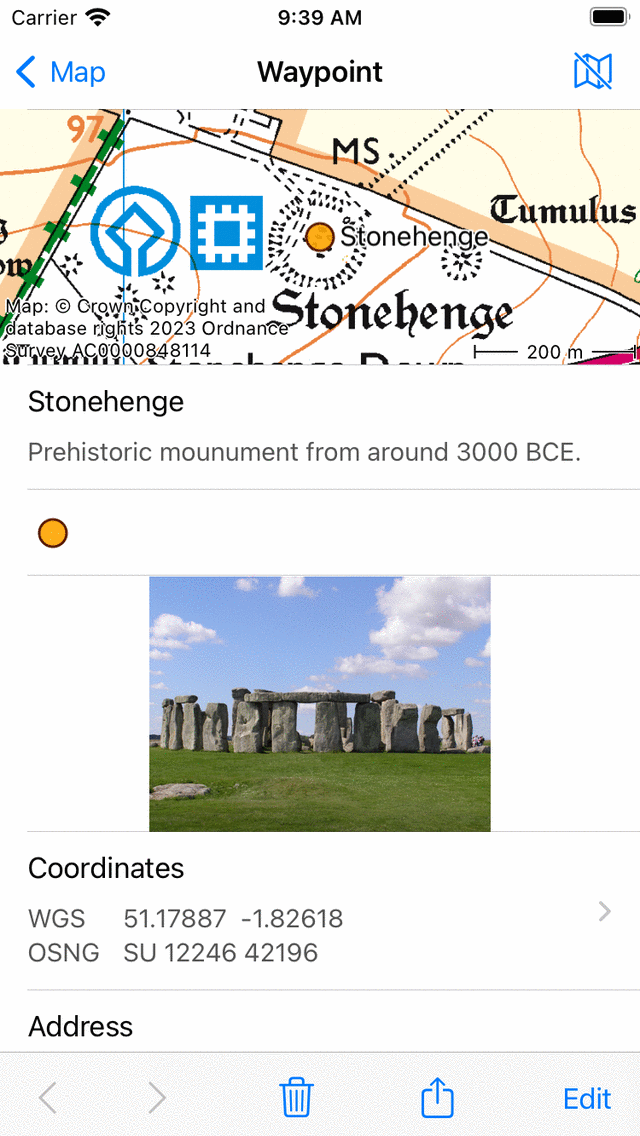 Carrier
9:39 AM
Map
Waypoint
97
MS
Tumulus
Stonehenge
Stonehenge
Map: © Crown Copyright and
database rights 2023 Ordnance
Survey AC0000848114
200 m
Stonehenge Down
Stonehenge
Prehistoric mounument from around 3000 BCE.
Coordinates
WGS 51.17887 -1.82618
OSNG SU 12246 42196
Address
Edit